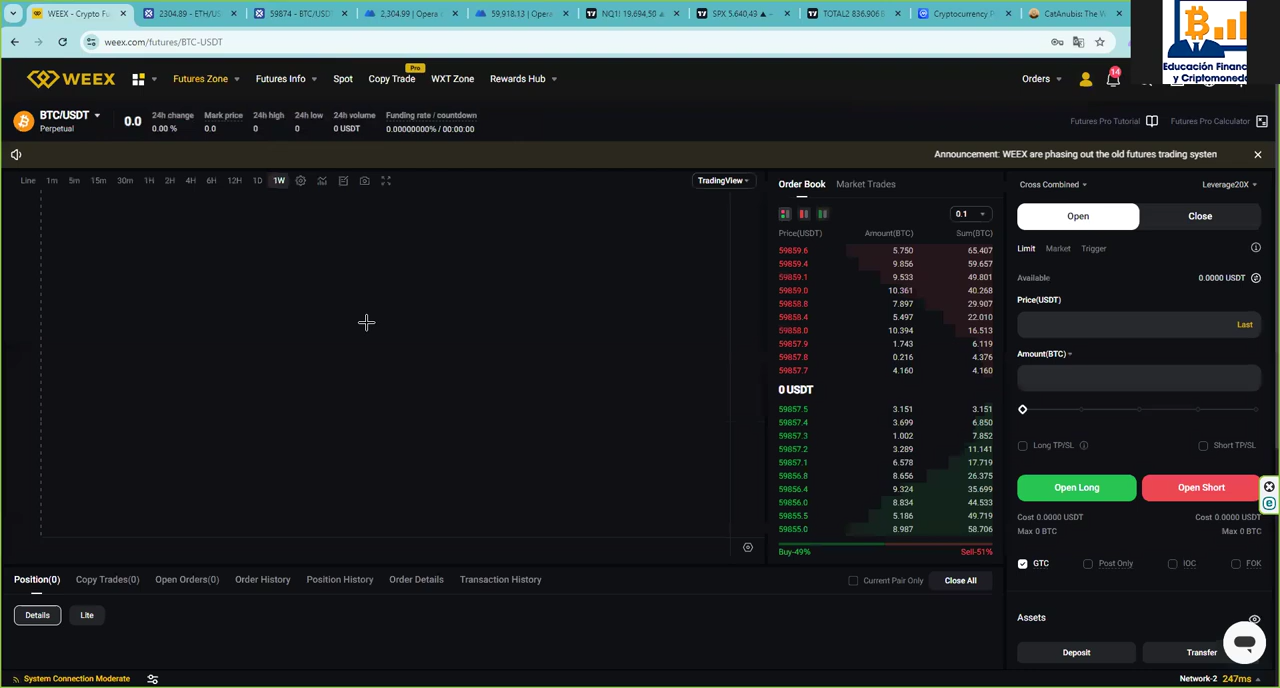 WEEX - Crypto Fu
2304.89 - ETH/US
59874 - BTC/USDT
2,304.99 | Opera
59,918.13 | Opera
NQ1! 19.694,50
SPX 5.640,43
TOTAL2 836.906
Cryptocurrency P
CatAnubis: The W
weex.com/futures/BTC-USDT
Educación Finan
y Criptomoned
WEEX
Futures Zone
Futures Info
Spot
Copy Trade
Pro
WXT Zone
Rewards Hub
Orders
14
BTC/USDT
Perpetual
0.0
24h change
0.00 %
Mark price
0.0
24h high
0
24h low
0
24h volume
0 USDT
Funding rate / countdown
0.00000000% / 00:00:00
Futures Pro Tutorial
Futures Pro Calculator
Announcement: WEEX are phasing out the old futures trading systen
Line 1m 5m 15m 30m 1H 2H 4H 6H 12H 1D 1W
TradingView
Order Book Market Trades
0.1
Price(USDT) Amount(BTC) Sum(BTC)
59859.6 5.750 65.407
59859.4 9.856 59.657
59859.1 9.533 49.801
59859.0 10.361 40.268
59858.8 7.897 29.907
59858.4 5.497 22.010
59858.0 10.394 16.513
59857.9 1.743 6.119
59857.8 0.216 4.376
59857.7 4.160 4.160
0 USDT
59857.5 3.151 3.151
59857.4 3.699 6.850
59857.3 1.002 7.852
59857.2 3.289 11.141
59857.1 6.578 17.719
59856.8 8.656 26.375
59856.4 9.324 35.699
59856.0 8.834 44.533
59855.5 5.186 49.719
59855.0 8.987 58.706
Buy-49% Sell-51%
Cross Combined
Leverage20X
Open Close
Limit Market Trigger
Available 0.0000 USDT
Price(USDT)
Last
Amount(BTC)
Long TP/SL Short TP/SL
Open Long Open Short
Cost 0.0000 USDT Cost 0.0000 USDT
Max 0 BTC Max 0 BTC
GTC Post Only IOC FOK
Assets
Deposit Transfer
Position(0) Copy Trades(0) Open Orders(0) Order History Position History Order Details Transaction History
Current Pair Only Close All
Details Lite
System Connection Moderate
Network-2 247ms